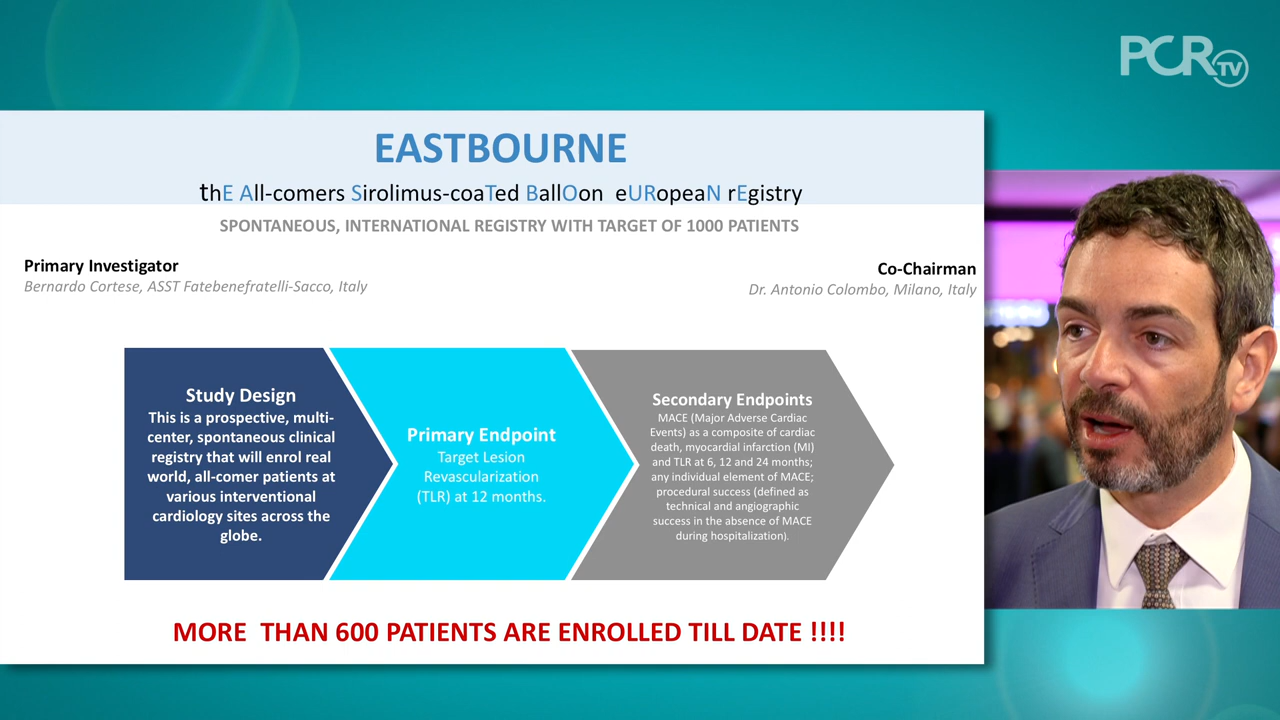 PCR TV
EASTBOURNE
thE All-comers Sirolimus-coaTed BallOon eURopeaN rEgistry
SPONTANEOUS, INTERNATIONAL REGISTRY WITH TARGET OF 1000 PATIENTS
Primary Investigator
Bernardo Cortese, ASST Fatebenefratelli-Sacco, Italy
Co-Chairman
Dr. Antonio Colombo, Milano, Italy
Study Design
This is a prospective, multi-
center, spontaneous clinical
registry that will enrol real
world, all-comer patients at
various interventional
cardiology sites across the
globe.
Primary Endpoint
Target Lesion
Revascularization
(TLR) at 12 months.
Secondary Endpoints
MACE (Major Adverse Cardiac
Events) as a composite of cardiac
death, myocardial infarction (MI)
and TLR at 6, 12 and 24 months;
any individual element of MACE;
procedural success (defined as
technical and angiographic
success in the absence of MACE
during hospitalization).
MORE THAN 600 PATIENTS ARE ENROLLED TILL DATE !!!!